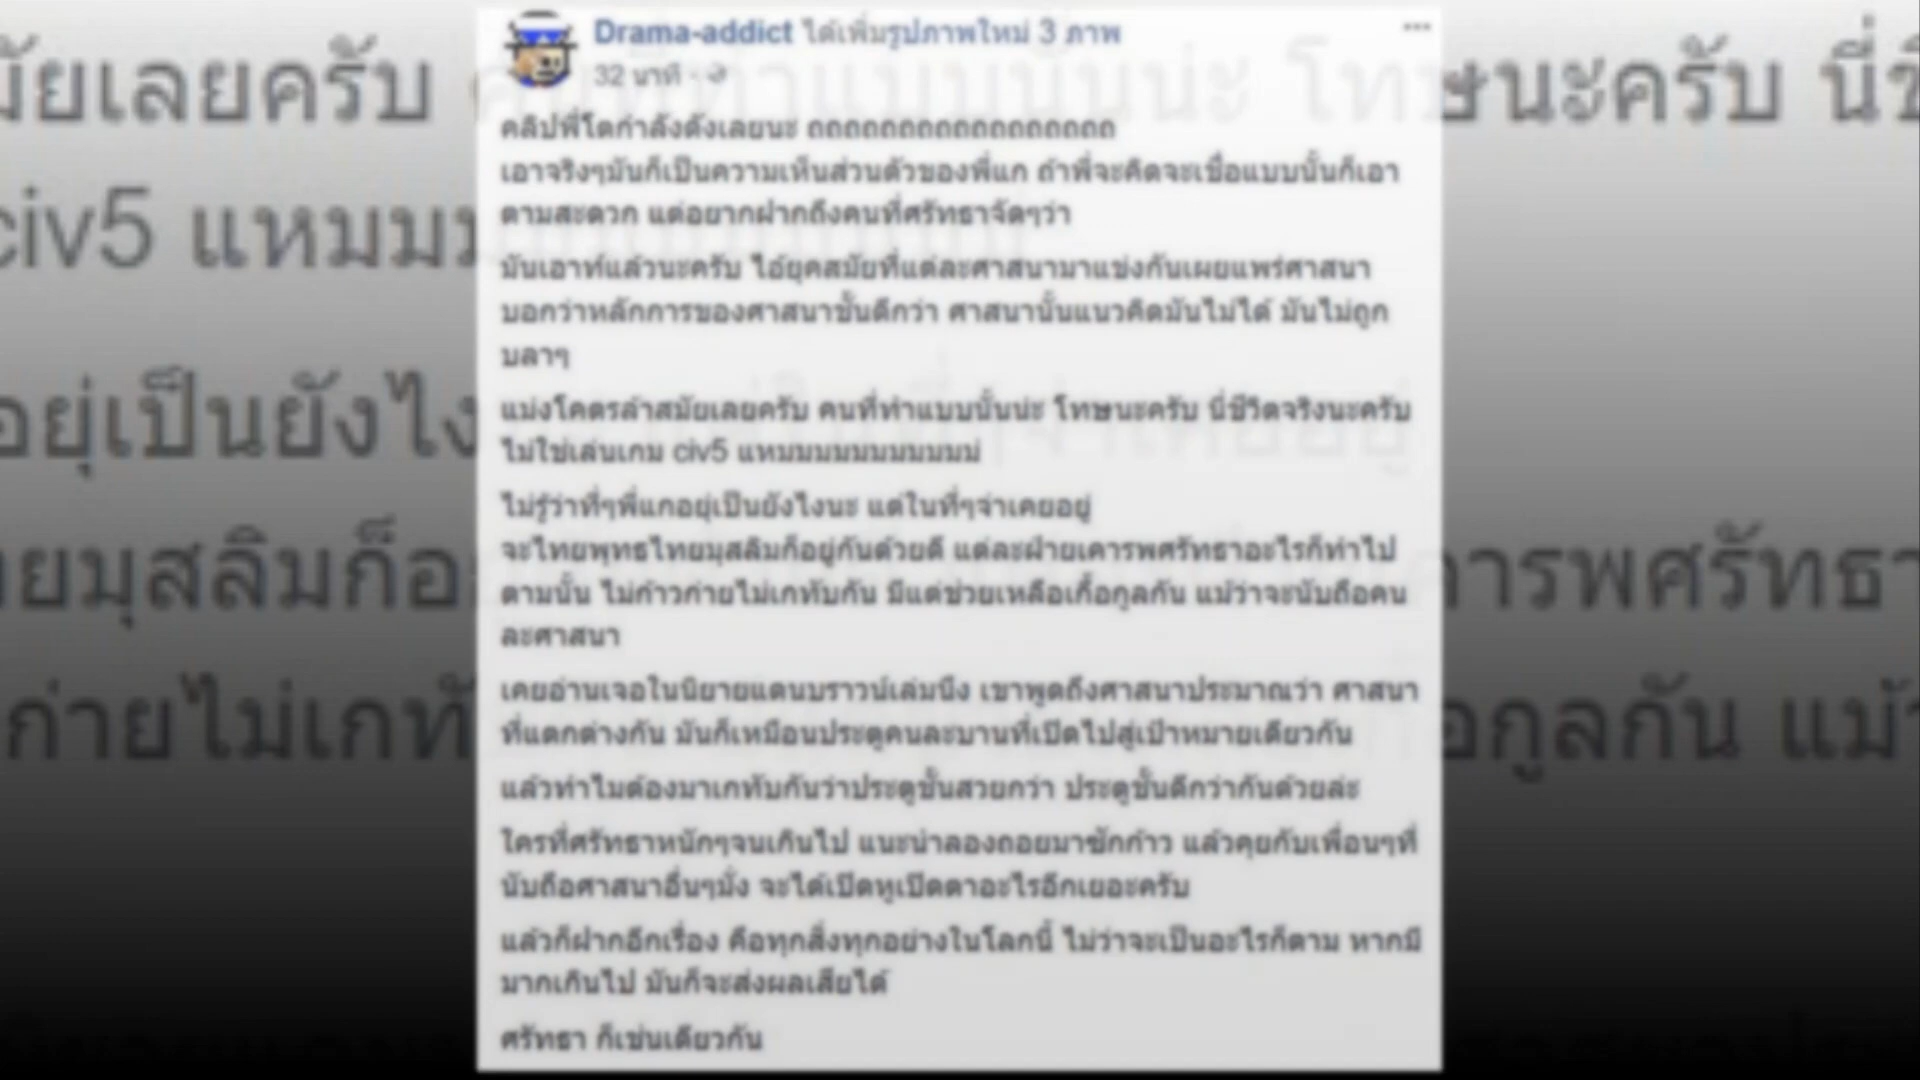 Drama-addict ได้เพิ่มรูปภาพใหม่ 3 ภาพ
32 นาที
คลิปพี่โตกำลังดังเลยนะ ถถถถถถถถถถถถถถถถถ
เอาจริงๆมันก็เป็นความเห็นส่วนตัวของพี่แก ถ้าพี่จะคิดจะเชื่อแบบนั้นก็เอา
ตามสะดวก แต่อยากฝากถึงคนที่ศรัทธาจัดๆว่า
มันเอาท์แล้วนะครับ ไอ้ยุคสมัยที่แต่ละศาสนามาแข่งกันเผยแพร่ศาสนา
บอกว่าหลักการของศาสนาชั้นดีกว่า ศาสนานั้นแนวคิดมันไม่ได้ มันไม่ถูก
บลาๆ
แม่งโคตรล้าสมัยเลยครับ คนที่ทำแบบนั้นน่ะ โทษนะครับ นี่ชีวิตจริงนะครับ
ไม่ใช่เล่นเกม civ5 แหมมมมมมมมมมมม่
ไม่รู้ว่าที่ๆพี่แกอยู่เป็นยังไงนะ แต่ในที่ๆจ่าเคยอยู่
จะไทยพุทธไทยมุสลิมก็อยู่กันด้วยดี แต่ละฝ่ายเคารพศรัทธาอะไรก็ทำไป
ตามนั้น ไม่ก้าวก่ายไม่เกทับกัน มีแต่ช่วยเหลือเกื้อกูลกัน แม้ว่าจะนับถือคน
ละศาสนา
เคยอ่านเจอในนิยายแดนบราวน์เล่มนึง เขาพูดถึงศาสนาประมาณว่า ศาสนา
ที่แตกต่างกัน มันก็เหมือนประตูคนละบานที่เปิดไปสู่เป้าหมายเดียวกัน
แล้วทำไมต้องมาเกทับกันว่าประตูชั้นสวยกว่า ประตูชั้นดีกว่ากันด้วยล่ะ
ใครที่ศรัทธาหนักๆจนเกินไป แนะนำลองถอยมาซักก้าว แล้วคุยกับเพื่อนๆที่
นับถือศาสนาอื่นๆมั่ง จะได้เปิดหูเปิดตาอะไรอีกเยอะครับ
แล้วก็ฝากอีกเรื่อง คือทุกสิ่งทุกอย่างในโลกนี้ ไม่ว่าจะเป็นอะไรก็ตาม หากมี
มากเกินไป มันก็จะส่งผลเสียได้
ศรัทธา ก็เช่นเดียวกัน